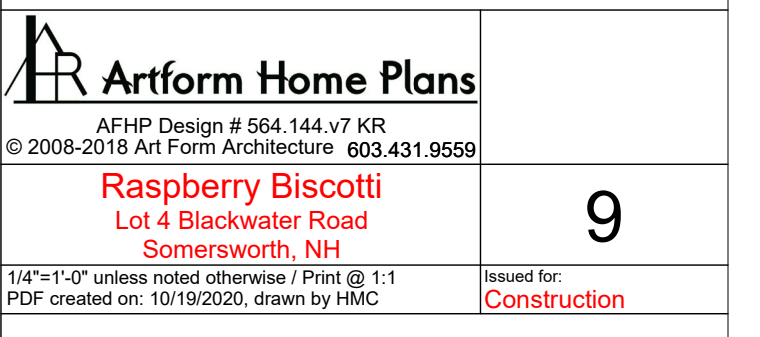 Artform Home Plans
AFHP Design # 564.144.v7 KR
© 2008-2018 Art Form Architecture 603.431.9559
Raspberry Biscotti
Lot 4 Blackwater Road
Somersworth, NH
9
1/4"=1'-0" unless noted otherwise / Print @ 1:1
PDF created on: 10/19/2020, drawn by HMC
Issued for:
Construction